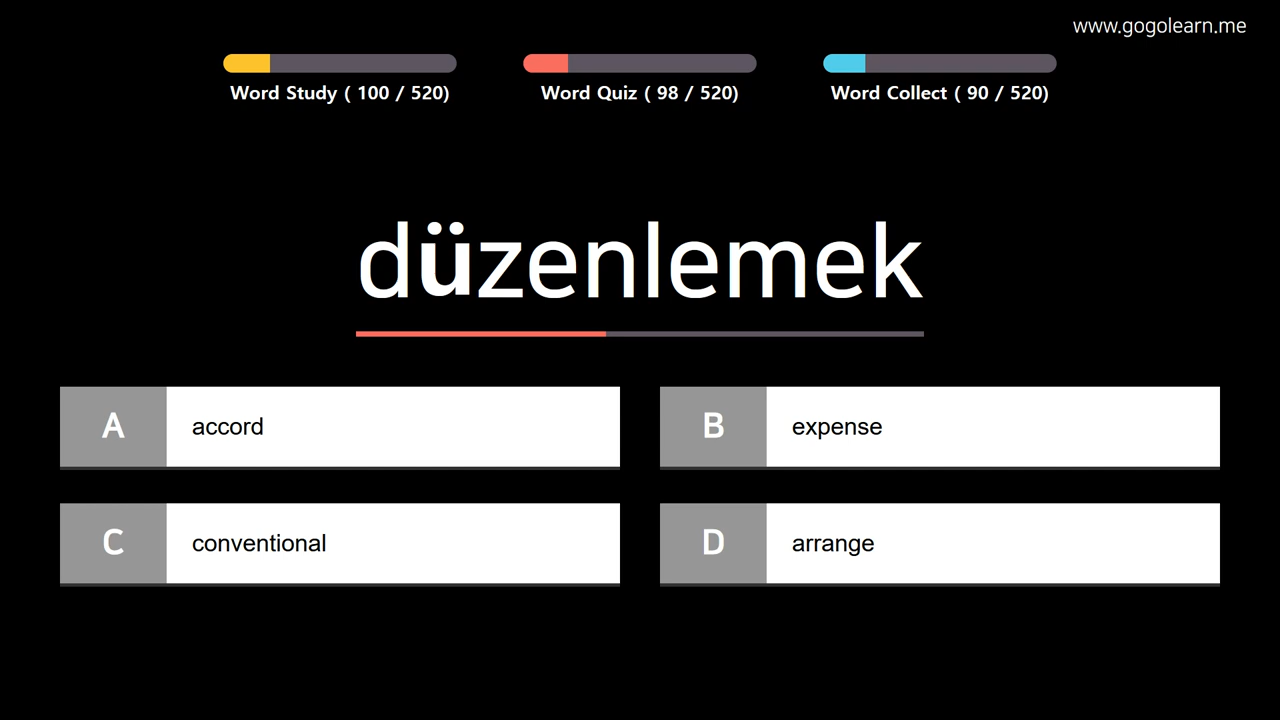 www.gogolearn.me
Word Study ( 100 / 520)
Word Quiz ( 98 / 520)
Word Collect ( 90 / 520)
düzenlemek
A accord
B expense
C conventional
D arrange